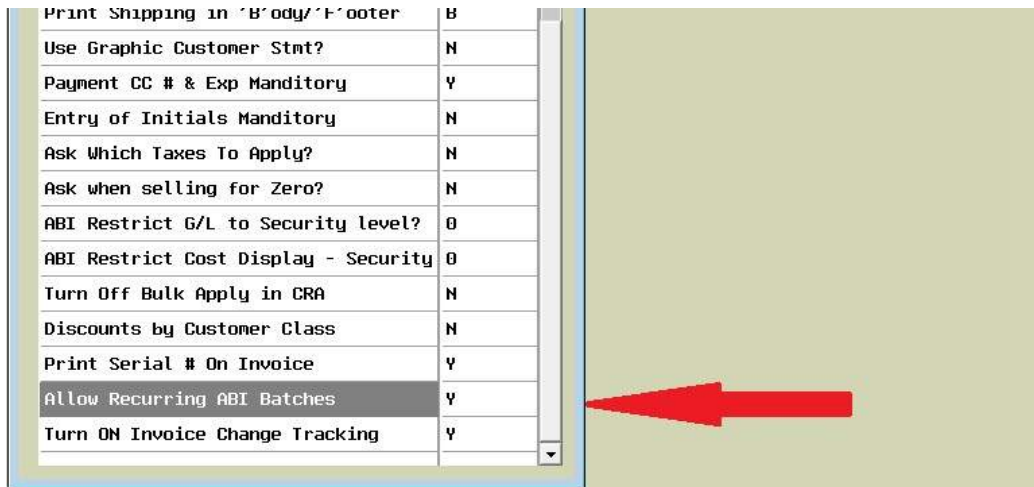 Print Shipping in 'B'ody/'F'ooter B
Use Graphic Customer Stmt? N
Payment CC # & Exp Manditory Y
Entry of Initials Manditory N
Ask Which Taxes To Apply? N
Ask when selling for Zero? N
ABI Restrict G/L to Security level? 0
ABI Restrict Cost Display - Security 0
Turn Off Bulk Apply in CRA N
Discounts by Customer Class N
Print Serial # On Invoice Y
Allow Recurring ABI Batches Y
Turn ON Invoice Change Tracking Y